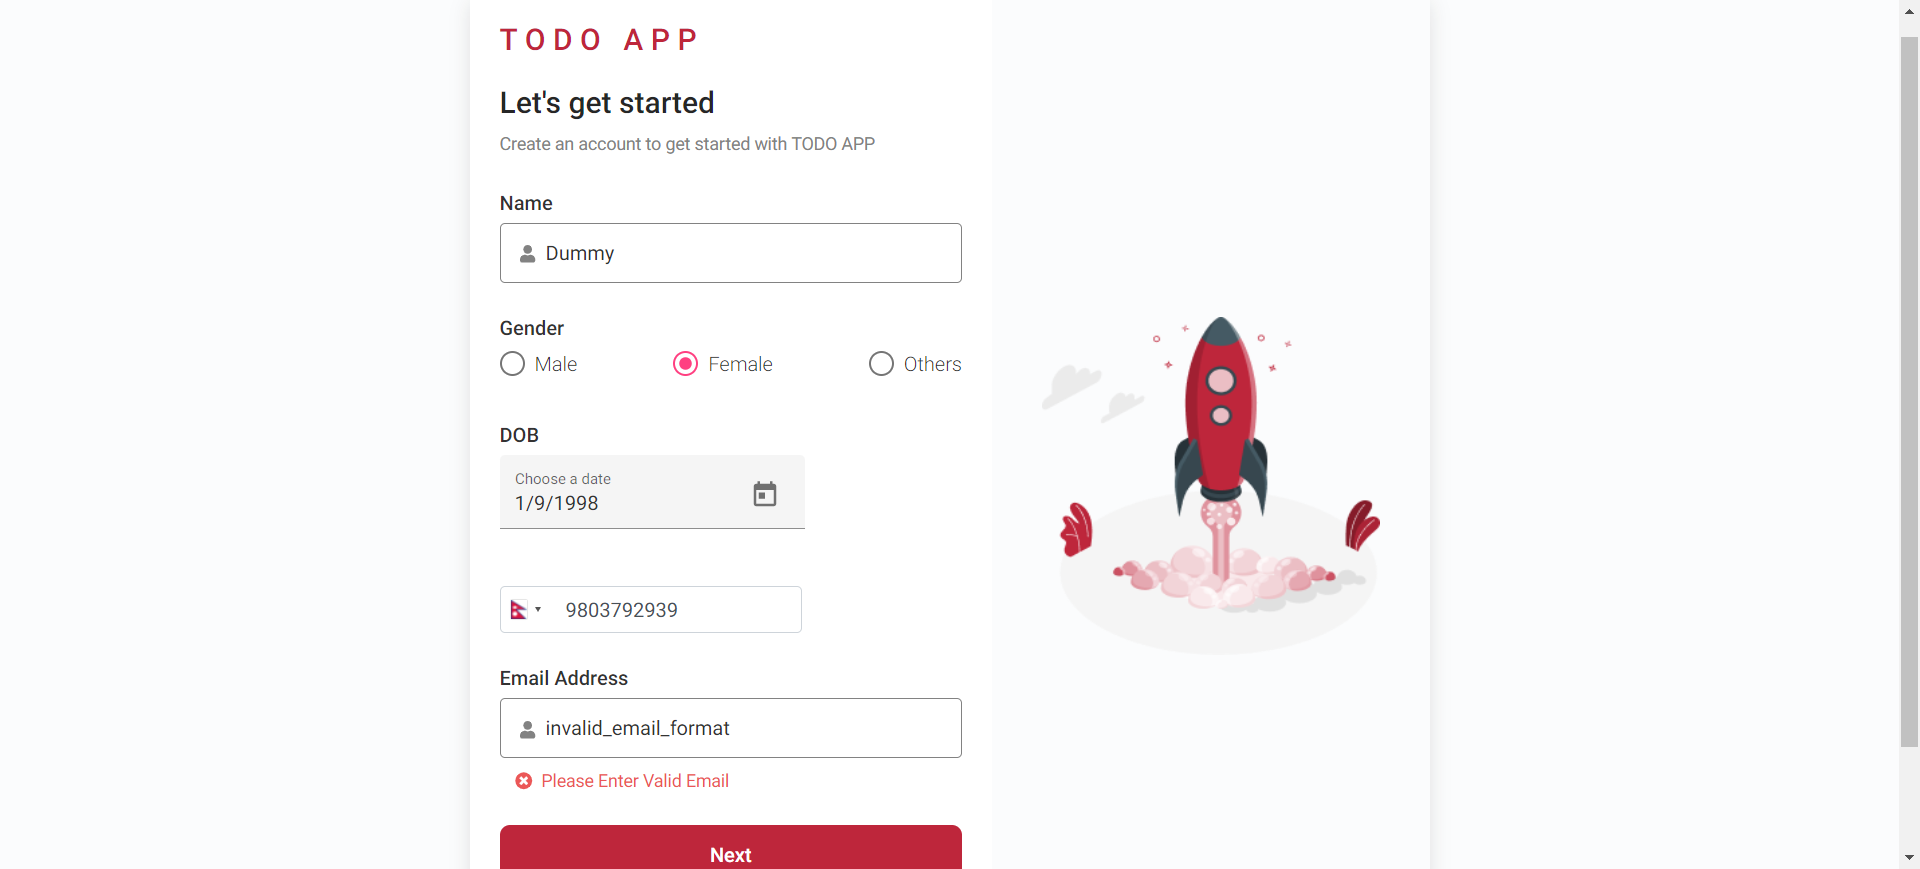 TODO APP
Let's get started
Create an account to get started with TODO APP
Name
Dummy
Gender
Male Female Others
DOB
Choose a date
1/9/1998
9803792939
Email Address
invalid_email_format
Please Enter Valid Email
Next